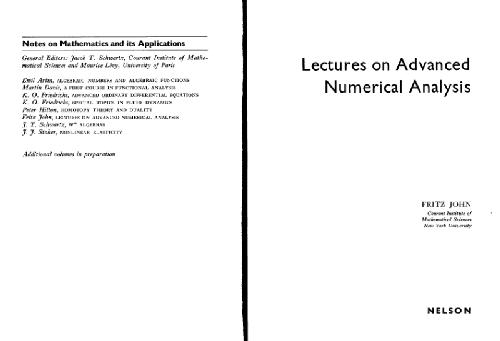 Notes on Mathematics and its Applications
General Editors: Jacob T. Schwartz, Courant Institute of Mathe-
matical Sciences and Maurice Lévy, University of Paris
Emil Artin, ALGEBRAIC NUMBERS AND ALGEBRAIC FUNCTIONS
Martin Davis, A FIRST COURSE IN FUNCTIONAL ANALYSIS
K. O. Friedrichs, ADVANCED ORDINARY DIFFERENTIAL EQUATIONS
K. O. Friedrichs, SPECIAL TOPICS IN FLUID DYNAMICS
Peter Hilton, HOMOTOPY THEORY AND DUALITY
Fritz John, LECTURES ON ADVANCED NUMERICAL ANALYSIS
J. T. Schwartz, W* ALGEBRAS
J. J. Stoker, NONLINEAR ELASTICITY
Additional volumes in preparation
Lectures on Advanced
Numerical Analysis
FRITZ JOHN
Courant Institute of
Mathematical Sciences
New York University
NELSON